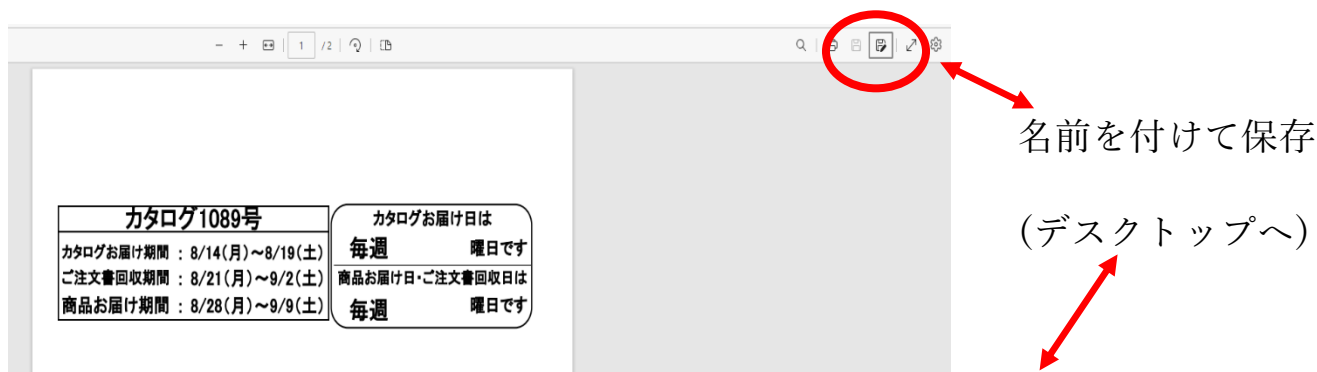 1 /2
名前を付けて保存
(デスクトップへ)
カタログ1089号
カタログお届け期間 : 8/14(月)~8/19(土)
ご注文書回収期間 : 8/21(月)~9/2(土)
商品お届け期間 : 8/28(月)~9/9(土)
カタログお届け日は
毎週 曜日です
商品お届け日・ご注文書回収日は
毎週 曜日です